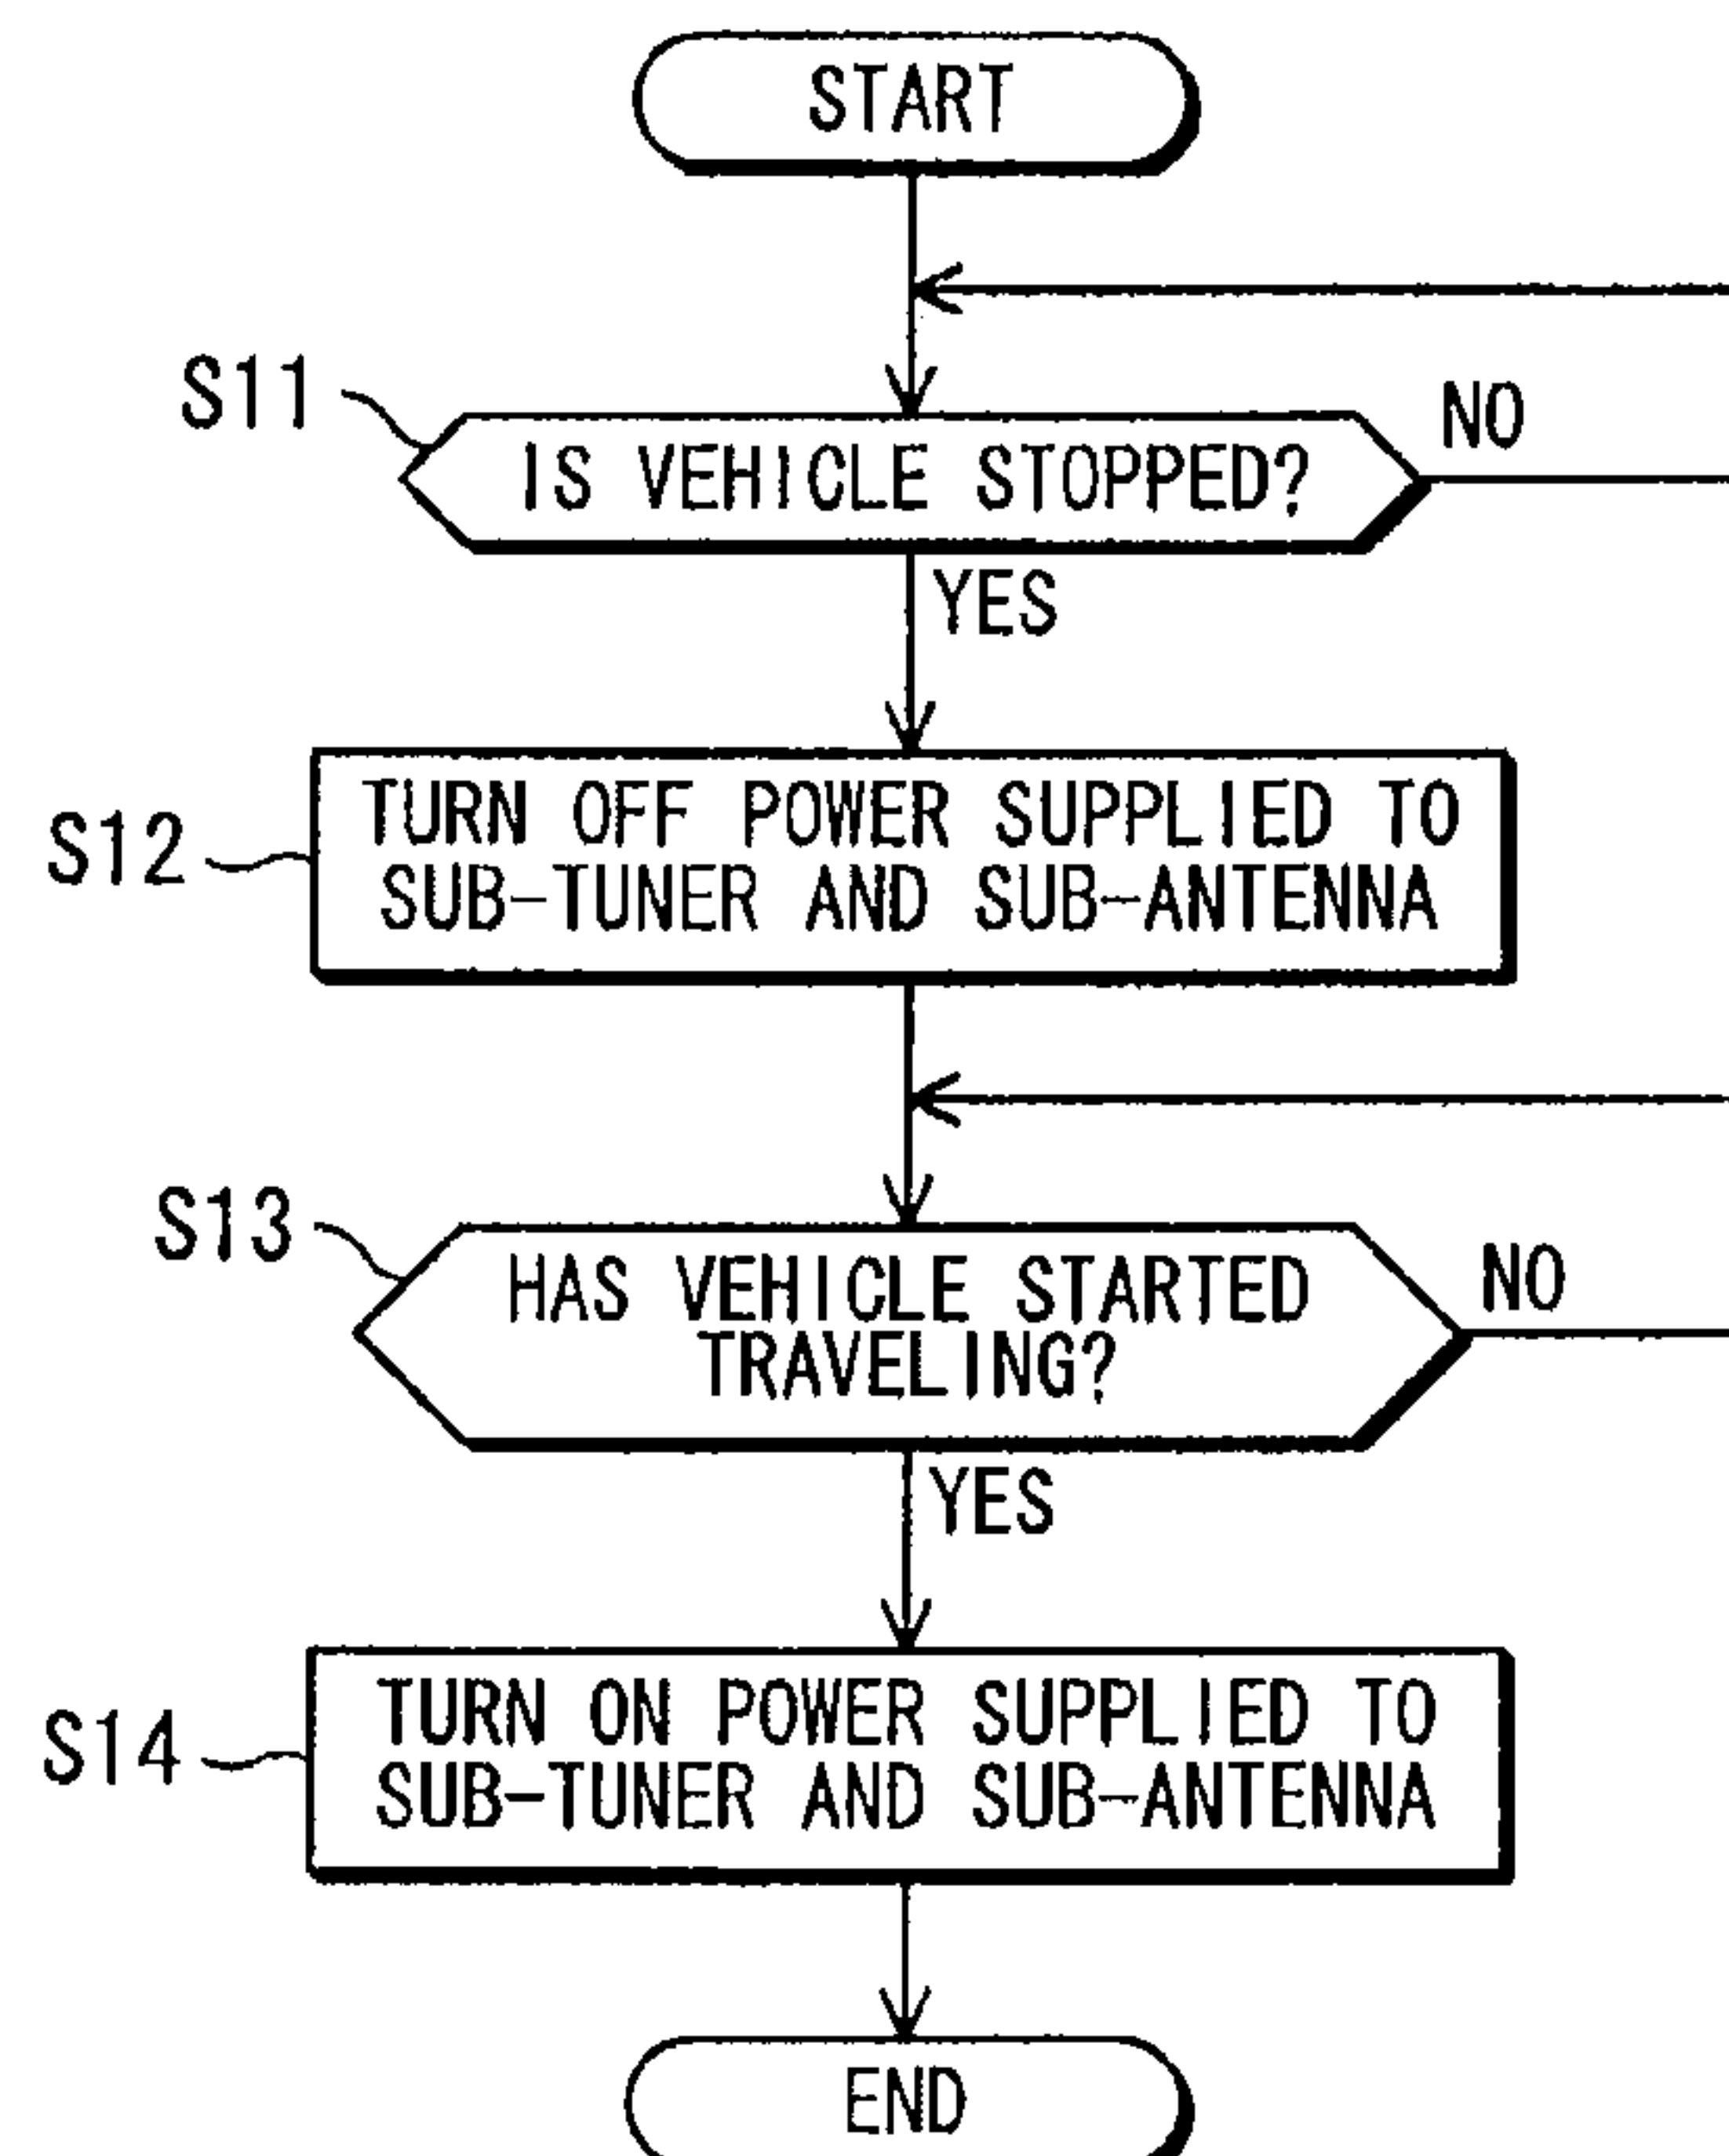 START
S11
IS VEHICLE STOPPED?
NO
YES
S12
TURN OFF POWER SUPPLIED TO
SUB-TUNER AND SUB-ANTENNA
S13
HAS VEHICLE STARTED
TRAVELING?
NO
YES
S14
TURN ON POWER SUPPLIED TO
SUB-TUNER AND SUB-ANTENNA
END